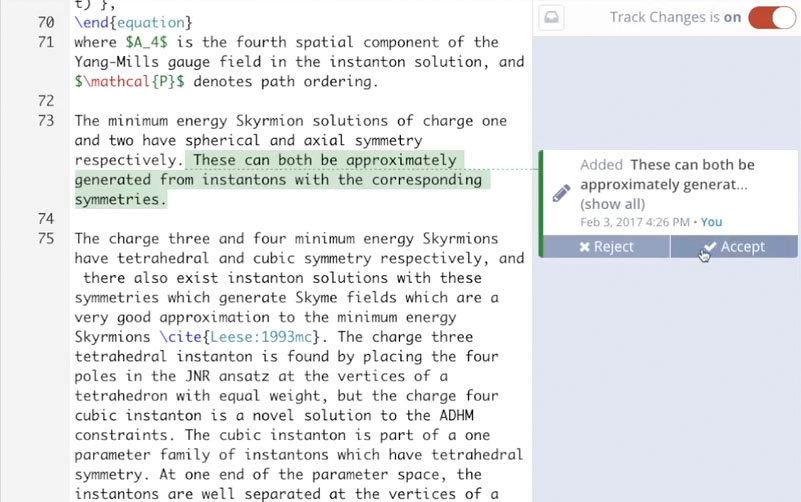 t) },
70 \end{equation}
71 where $A_4$ is the fourth spatial component of the
Yang-Mills gauge field in the instanton solution, and
$\mathcal{P}$ denotes path ordering.
72
73 The minimum energy Skyrmion solutions of charge one
and two have spherical and axial symmetry
respectively. These can both be approximately
generated from instantons with the corresponding
symmetries.
74
75 The charge three and four minimum energy Skyrmions
have tetrahedral and cubic symmetry respectively, and
there also exist instanton solutions with these
symmetries which generate Skyme fields which are a
very good approximation to the minimum energy
Skyrmions \cite{Leese:1993mc}. The charge three
tetrahedral instanton is found by placing the four
poles in the JNR ansatz at the vertices of a
tetrahedron with equal weight, but the charge four
cubic instanton is a novel solution to the ADHM
constraints. The cubic instanton is part of a one
parameter family of instantons which have tetrahedral
symmetry. At one end of the parameter space, the
instantons are well separated at the vertices of a
Track Changes is on
Added These can both be
approximately generat...
(show all)
Feb 3, 2017 4:26 PM • You
Reject
Accept